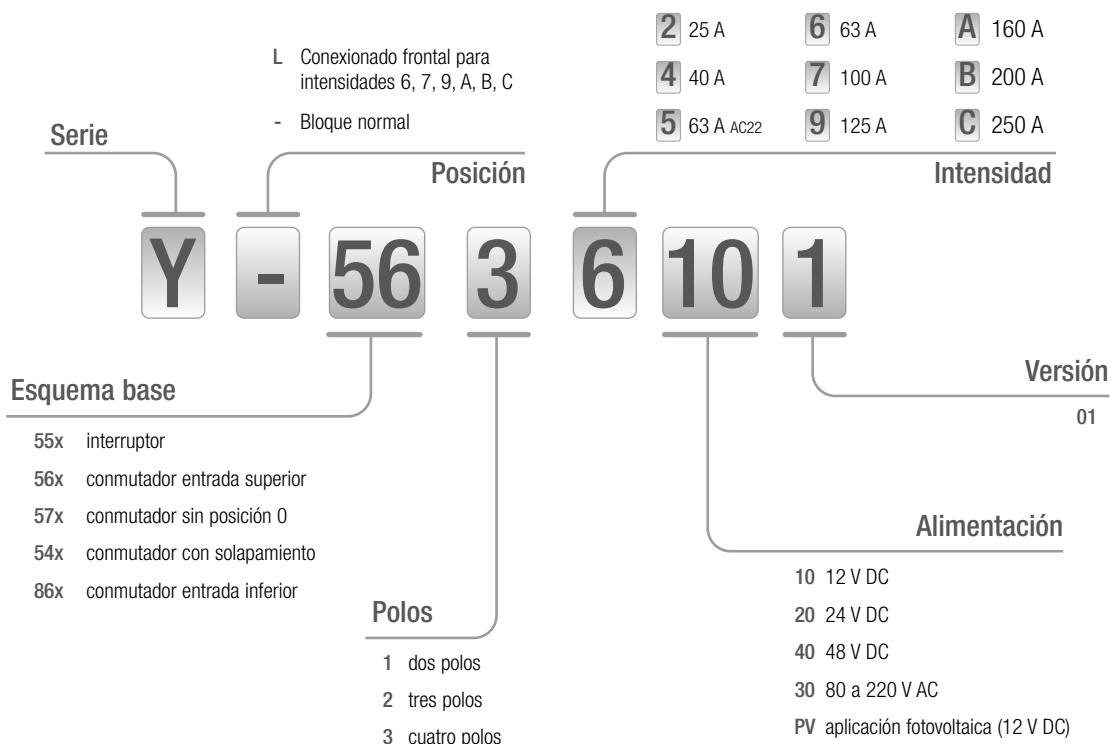 2 25 A
6 63 A
A 160 A
4 40 A
7 100 A
B 200 A
5 63 A AC22
9 125 A
C 250 A
L Conexionado frontal para
intensidades 6, 7, 9, A, B, C
- Bloque normal
Serie
Posición
Intensidad
Y - 56 3 6 10 1
Esquema base
55x interruptor
56x conmutador entrada superior
57x conmutador sin posición 0
54x conmutador con solapamiento
86x conmutador entrada inferior
Polos
1 dos polos
2 tres polos
3 cuatro polos
Versión
01
Alimentación
10 12 V DC
20 24 V DC
40 48 V DC
30 80 a 220 V AC
PV aplicación fotovoltaica (12 V DC)